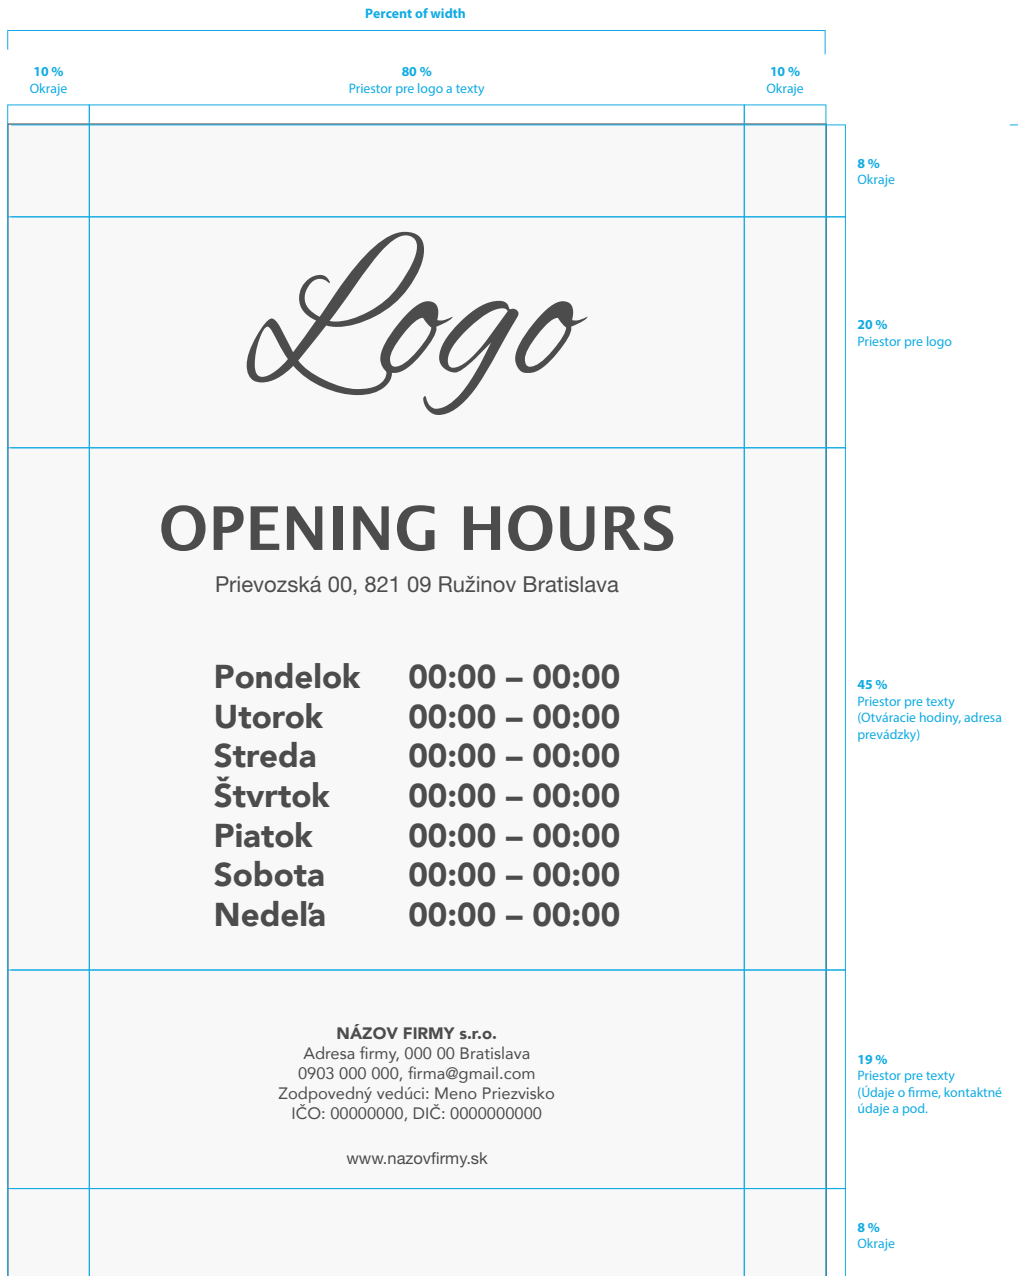 Percent of width
10 %
Okraje
80 %
Priestor pre logo a texty
10 %
Okraje
8 %
Okraje
Logo
20 %
Priestor pre logo
OPENING HOURS
Prievozská 00, 821 09 Ružinov Bratislava
Pondelok 00:00 – 00:00
Utorok 00:00 – 00:00
Streda 00:00 – 00:00
Štvrtok 00:00 – 00:00
Piatok 00:00 – 00:00
Sobota 00:00 – 00:00
Nedeľa 00:00 – 00:00
45 %
Priestor pre texty
(Otváracie hodiny, adresa
prevádzky)
NÁZOV FIRMY s.r.o.
Adresa firmy, 000 00 Bratislava
0903 000 000, firma@gmail.com
Zodpovedný vedúci: Meno Priezvisko
IČO: 00000000, DIČ: 0000000000
www.nazovfirmy.sk
19 %
Priestor pre texty
(Údaje o firme, kontaktné
údaje a pod.
8 %
Okraje